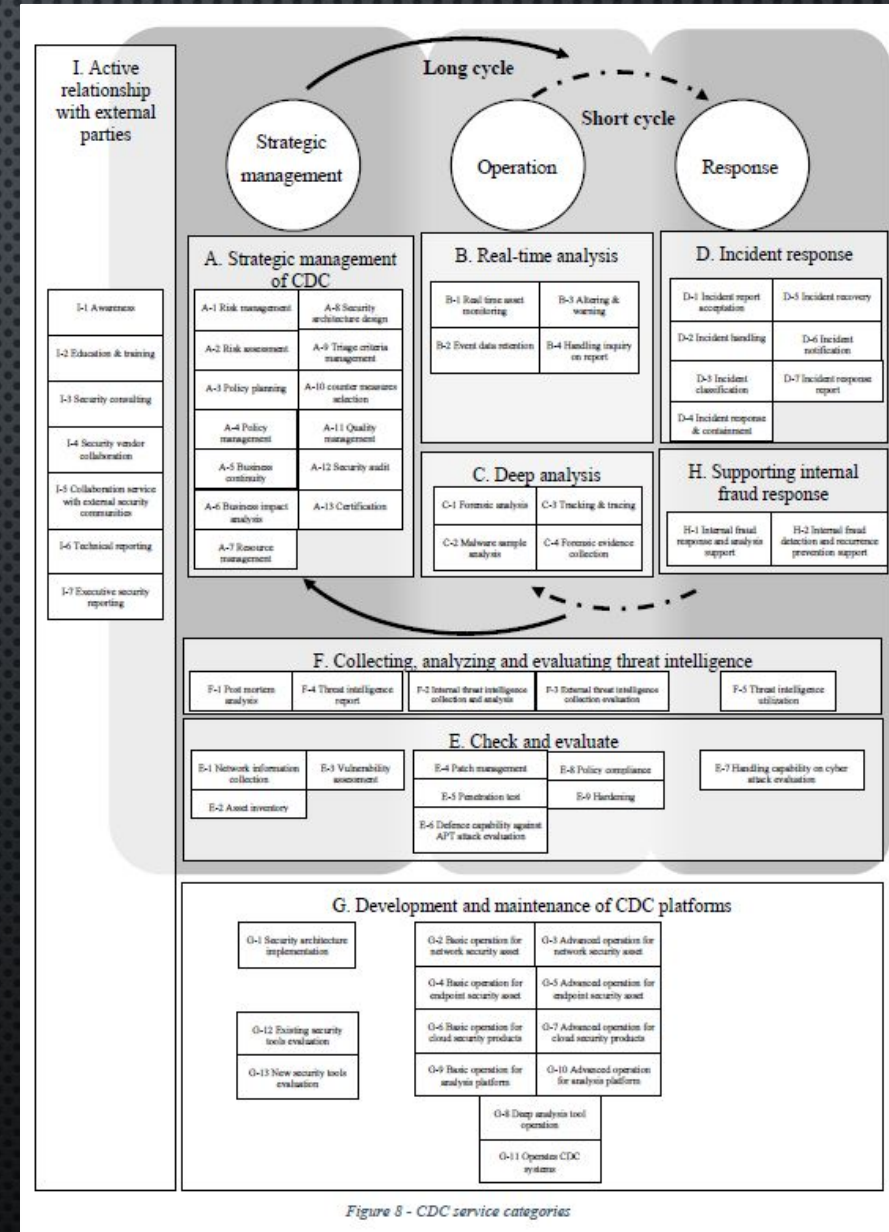 I. Active
relationship
with external
parties
I-1 Awareness
I-2 Education & training
I-3 Security consulting
I-4 Security vendor
collaboration
I-5 Collaboration service
with external security
communities
I-6 Technical reporting
I-7 Executive security
reporting
Long cycle
Short cycle
Strategic
management
Operation
Response
A. Strategic management
of CDC
A-1 Risk management
A-2 Risk assessment
A-3 Policy planning
A-4 Policy
management
A-5 Business
continuity
A-6 Business impact
analysis
A-7 Resource
management
A-8 Security
architecture design
A-9 Triage criteria
management
A-10 counter measures
selection
A-11 Quality
management
A-12 Security audit
A-13 Certification
B. Real-time analysis
B-1 Real time asset
monitoring
B-2 Event data retention
B-3 Altering &
warning
B-4 Handling inquiry
on report
C. Deep analysis
C-1 Forensic analysis
C-2 Malware sample
analysis
C-3 Tracking & tracing
C-4 Forensic evidence
collection
D. Incident response
D-1 Incident report
acceptation
D-2 Incident handling
D-3 Incident
classification
D-4 Incident response
& containment
D-5 Incident recovery
D-6 Incident
notification
D-7 Incident response
report
H. Supporting internal
fraud response
H-1 Internal fraud
response and analysis
support
H-2 Internal fraud
detection and recurrence
prevention support
F. Collecting, analyzing and evaluating threat intelligence
F-1 Post mortem
analysis
F-4 Threat intelligence
report
F-2 Internal threat intelligence
collection and analysis
F-3 External threat intelligence
collection evaluation
F-5 Threat intelligence
utilization
E. Check and evaluate
E-1 Network information
collection
E-2 Asset inventory
E-3 Vulnerability
assessment
E-4 Patch management
E-5 Penetration test
E-6 Defence capability against
APT attack evaluation
E-8 Policy compliance
E-9 Hardening
E-7 Handling capability on cyber
attack evaluation
G. Development and maintenance of CDC platforms
G-1 Security architecture
implementation
G-12 Existing security
tools evaluation
G-13 New security tools
evaluation
G-2 Basic operation for
network security asset
G-3 Advanced operation for
network security asset
G-4 Basic operation for
endpoint security asset
G-5 Advanced operation for
endpoint security asset
G-6 Basic operation for
cloud security products
G-7 Advanced operation for
cloud security products
G-9 Basic operation for
analysis platform
G-10 Advanced operation
for analysis platform
G-8 Deep analysis tool
operation
G-11 Operates CDC
systems
Figure 8 - CDC service categories